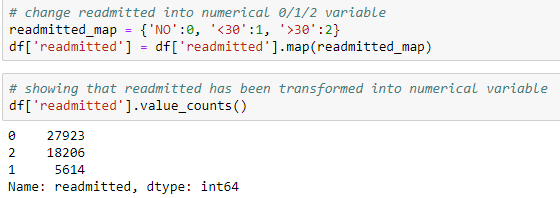 # change readmitted into numerical 0/1/2 variable
readmitted_map = {'NO':0, '<30':1, '>30':2}
df['readmitted'] = df['readmitted'].map(readmitted_map)
# showing that readmitted has been transformed into numerical variable
df['readmitted'].value_counts()
0    27923
2    18206
1     5614
Name: readmitted, dtype: int64